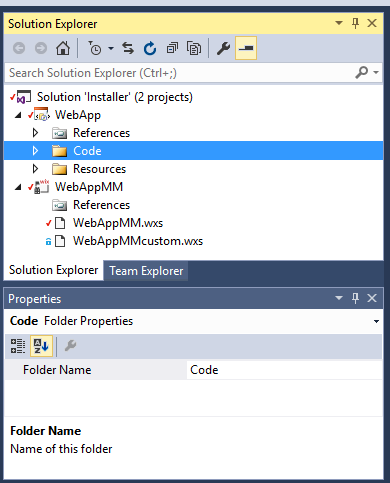 Solution Explorer
Search Solution Explorer (Ctrl+;)
Solution 'Installer' (2 projects)
WebApp
References
Code
Resources
wix
WebAppMM
References
WebAppMM.wxs
WebAppMMcustom.wxs
Solution Explorer Team Explorer
Properties
Code Folder Properties
Folder Name Code
Folder Name
Name of this folder